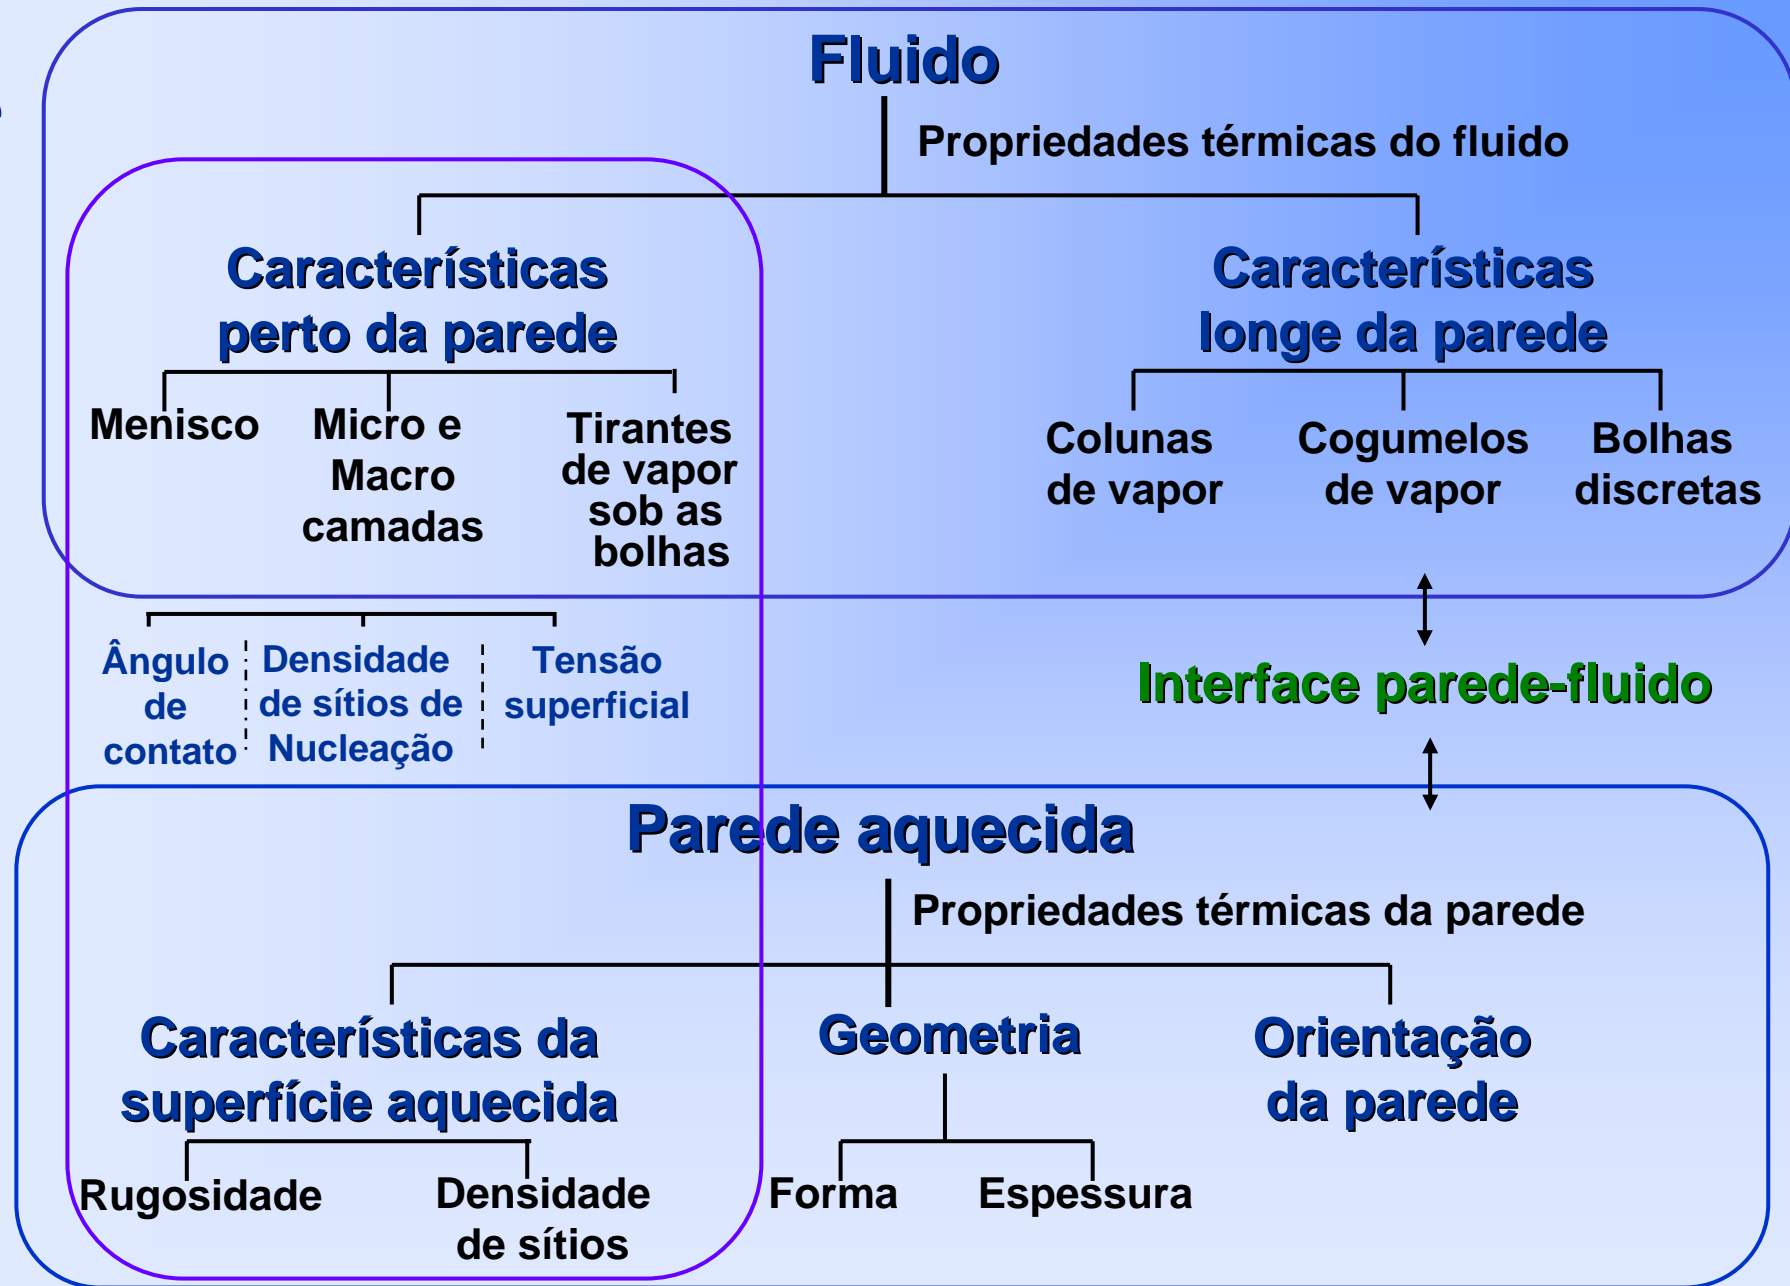 Fluido
Propriedades térmicas do fluido
Características
perto da parede
Menisco
Micro e
Macro
camadas
Tirantes
de vapor
sob as
bolhas
Características
longe da parede
Colunas
de vapor
Cogumelos
de vapor
Bolhas
discretas
Ângulo
de
contato
Densidade
de sítios de
Nucleação
Tensão
superficial
Interface parede-fluido
Parede aquecida
Propriedades térmicas da parede
Características da
superfície aquecida
Rugosidade
Densidade
de sítios
Geometria
Forma
Espessura
Orientação
da parede